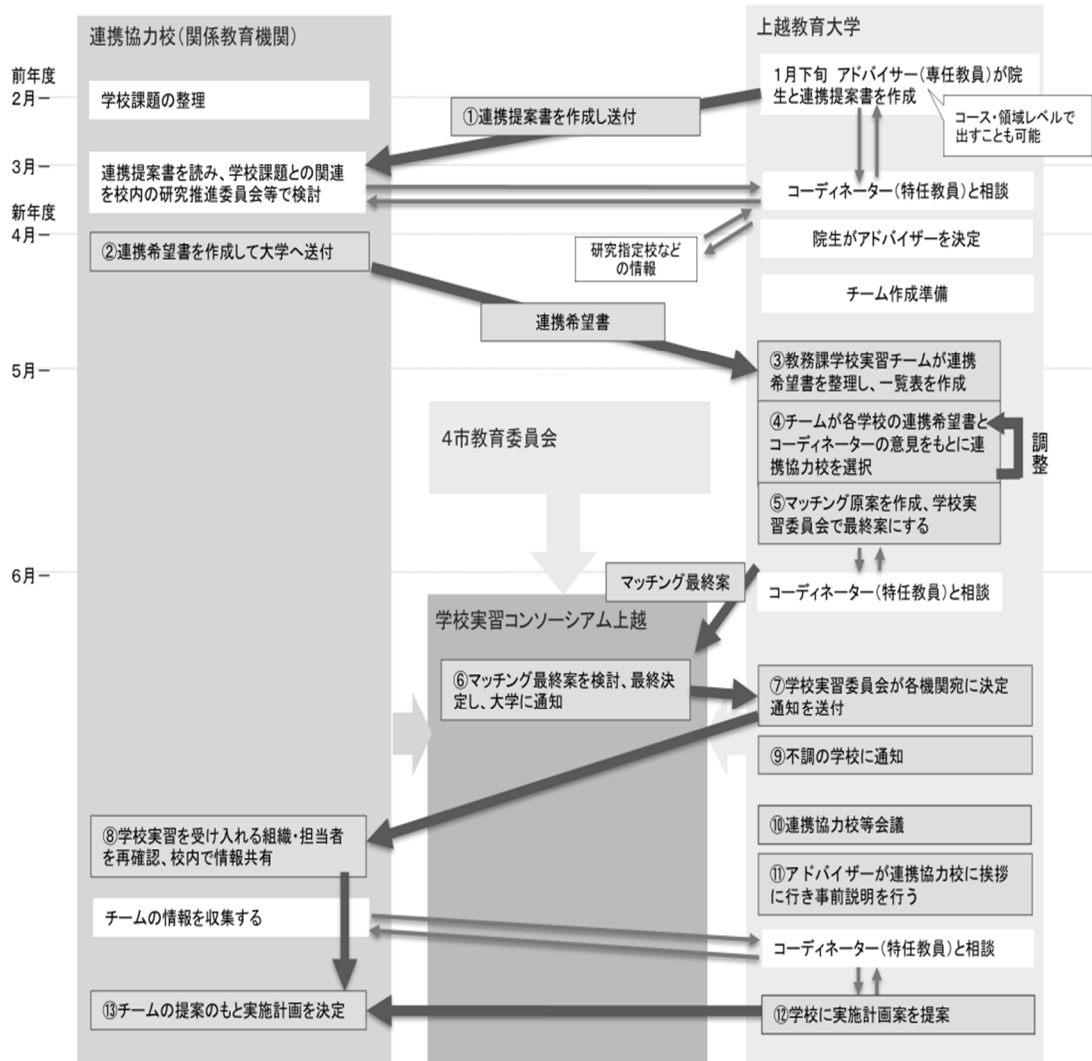 連携協力校（関係教育機関）
上越教育大学
前年度
2月
学校課題の整理
①連携提案書を作成し送付
1月下旬　アドバイサー（専任教員）が院
生と連携提案書を作成
コース・領域レベルで
出すことも可能
3月
連携提案書を読み、学校課題との関連
を校内の研究推進委員会等で検討
コーディネーター（特任教員）と相談
新年度
4月
②連携希望書を作成して大学へ送付
研究指定校など
の情報
院生がアドバイザーを決定
チーム作成準備
連携希望書
5月
③教務課学校実習チームが連携
希望書を整理し、一覧表を作成
4市教育委員会
④チームが各学校の連携希望書と
コーディネーターの意見をもとに連
携協力校を選択
調整
⑤マッチング原案を作成、学校実
習委員会で最終案にする
6月
マッチング最終案
コーディネーター（特任教員）と相談
学校実習コンソーシアム上越
⑥マッチング最終案を検討、最終決
定し、大学に通知
⑦学校実習委員会が各機関宛に決定
通知を送付
⑨不調の学校に通知
⑧学校実習を受け入れる組織・担当者
を再確認、校内で情報共有
⑩連携協力校等会議
⑪アドバイザーが連携協力校に挨拶
に行き事前説明を行う
チームの情報を収集する
コーディネーター（特任教員）と相談
⑬チームの提案のもと実施計画を決定
⑫学校に実施計画案を提案